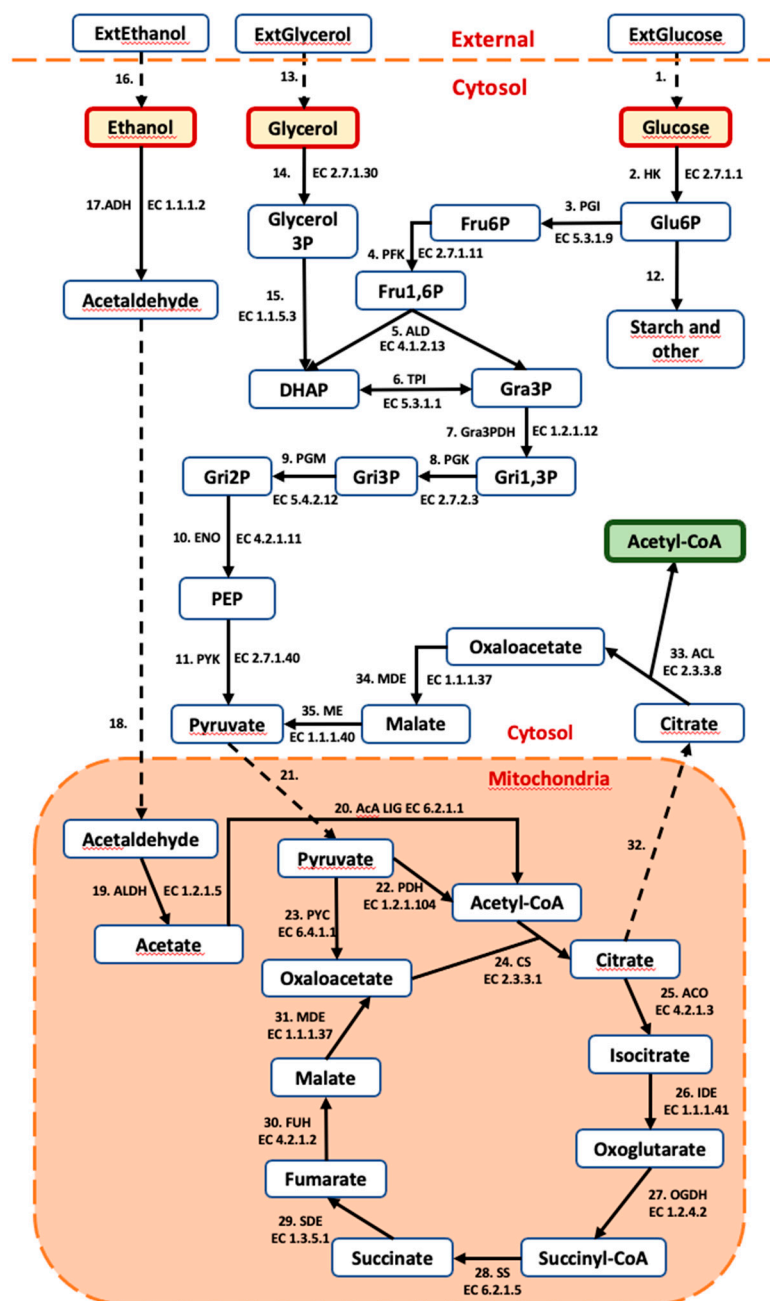 ExtEthanol
ExtGlycerol
External
ExtGlucose
16.
13.
Cytosol
1.
Ethanol
Glycerol
Glucose
17.ADH
EC 1.1.1.2
14.
EC 2.7.1.30
2. HK
EC 2.7.1.1
Glycerol
3P
Fru6P
3. PGI
EC 5.3.1.9
Glu6P
4. PFK
EC 2.7.1.11
Acetaldehyde
15.
EC 1.1.5.3
Fru1,6P
12.
5. ALD
EC 4.1.2.13
Starch and
other
DHAP
6. TPI
EC 5.3.1.1
Gra3P
7. Gra3PDH
EC 1.2.1.12
Gri2P
9. PGM
EC 5.4.2.12
Gri3P
8. PGK
EC 2.7.2.3
Gri1,3P
10. ENO
EC 4.2.1.11
Acetyl-CoA
PEP
Oxaloacetate
33. ACL
EC 2.3.3.8
11. PYK
EC 2.7.1.40
34. MDE
EC 1.1.1.37
18.
Pyruvate
35. ME
EC 1.1.1.40
Malate
Cytosol
Citrate
21.
Mitochondria
20. AcA LIG EC 6.2.1.1
Acetaldehyde
Pyruvate
32.
19. ALDH
EC 1.2.1.5
22. PDH
EC 1.2.1.104
Acetyl-CoA
23. PYC
EC 6.4.1.1
Acetate
Oxaloacetate
24. CS
EC 2.3.3.1
Citrate
25. ACO
EC 4.2.1.3
31. MDE
EC 1.1.1.37
Malate
Isocitrate
26. IDE
EC 1.1.1.41
30. FUH
EC 4.2.1.2
Oxoglutarate
Fumarate
27. OGDH
EC 1.2.4.2
29. SDE
EC 1.3.5.1
Succinate
28. SS
EC 6.2.1.5
Succinyl-CoA